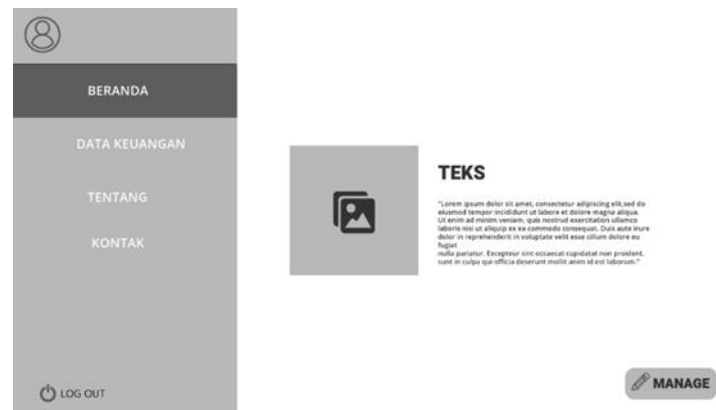 BERANDA
DATA KEUANGAN
TENTANG
KONTAK
LOG OUT
TEKS
"Lorem ipsum dolor sit amet, consectetur adipiscing elit,sed do
eiusmod tempor incididunt ut labore et dolore magna aliqua.
Ut enim ad minim veniam, quis nostrud exercitation ullamco
laboris nisi ut aliquip ex ea commodo consequat. Duis aute irure
dolor in reprehenderit in voluptate velit esse cillum dolore eu
fugiat
nulla pariatur. Excepteur sint occaecat cupidatat non proident,
sunt in culpa qui officia deserunt mollit anim id est laborum."
MANAGE